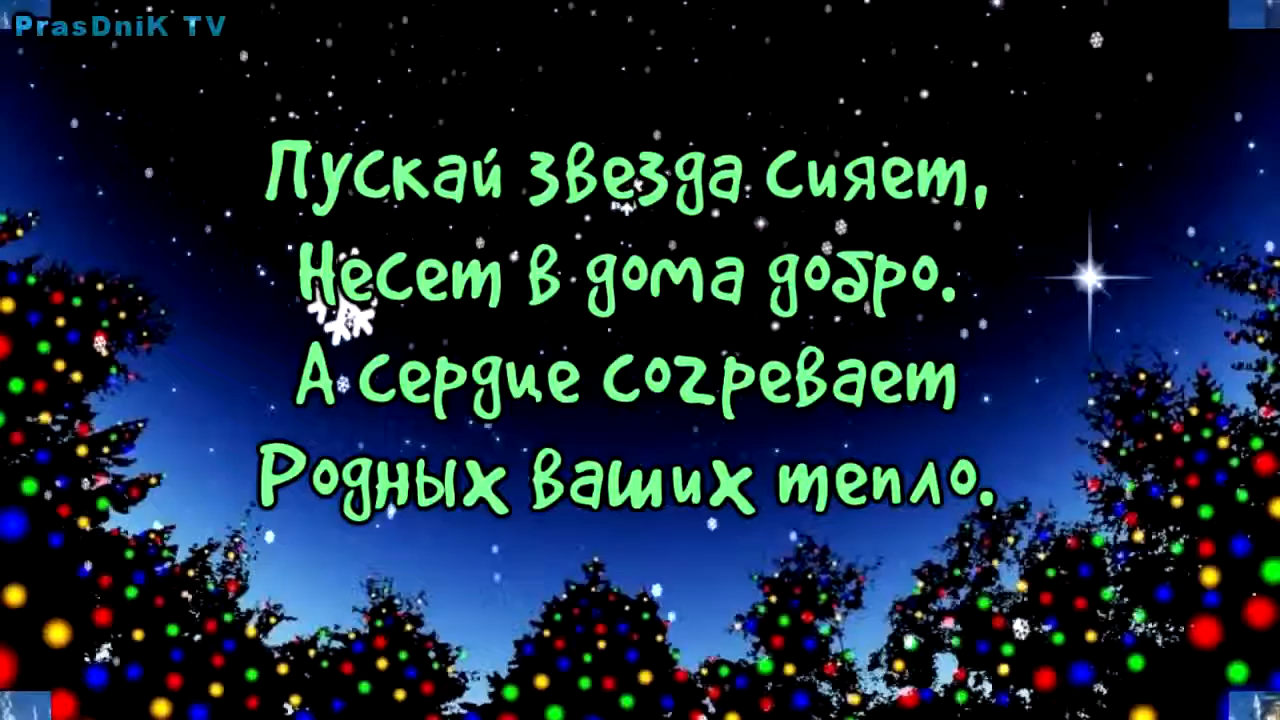 PrasDniK TV
Пускай звезда сияет,
Несет в дома добро.
А сердце согревает
Родных ваших тепло.